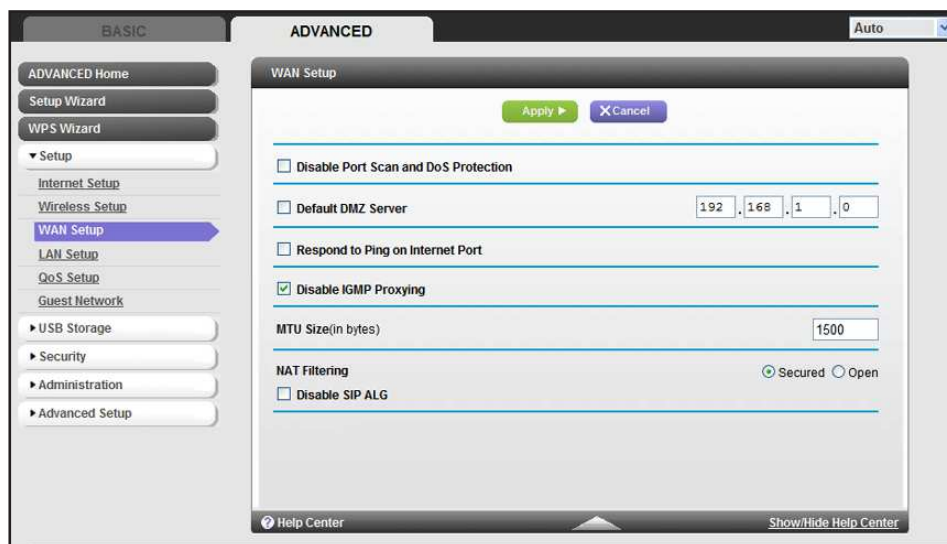 BASIC
ADVANCED
Auto
ADVANCED Home
Setup Wizard
WPS Wizard
Setup
Internet Setup
Wireless Setup
WAN Setup
LAN Setup
QoS Setup
Guest Network
USB Storage
Security
Administration
Advanced Setup
WAN Setup
Apply
Cancel
Disable Port Scan and DoS Protection
Default DMZ Server 192 . 168 . 1 . 0
Respond to Ping on Internet Port
Disable IGMP Proxying
MTU Size(in bytes) 1500
NAT Filtering Secured Open
Disable SIP ALG
Help Center Show/Hide Help Center